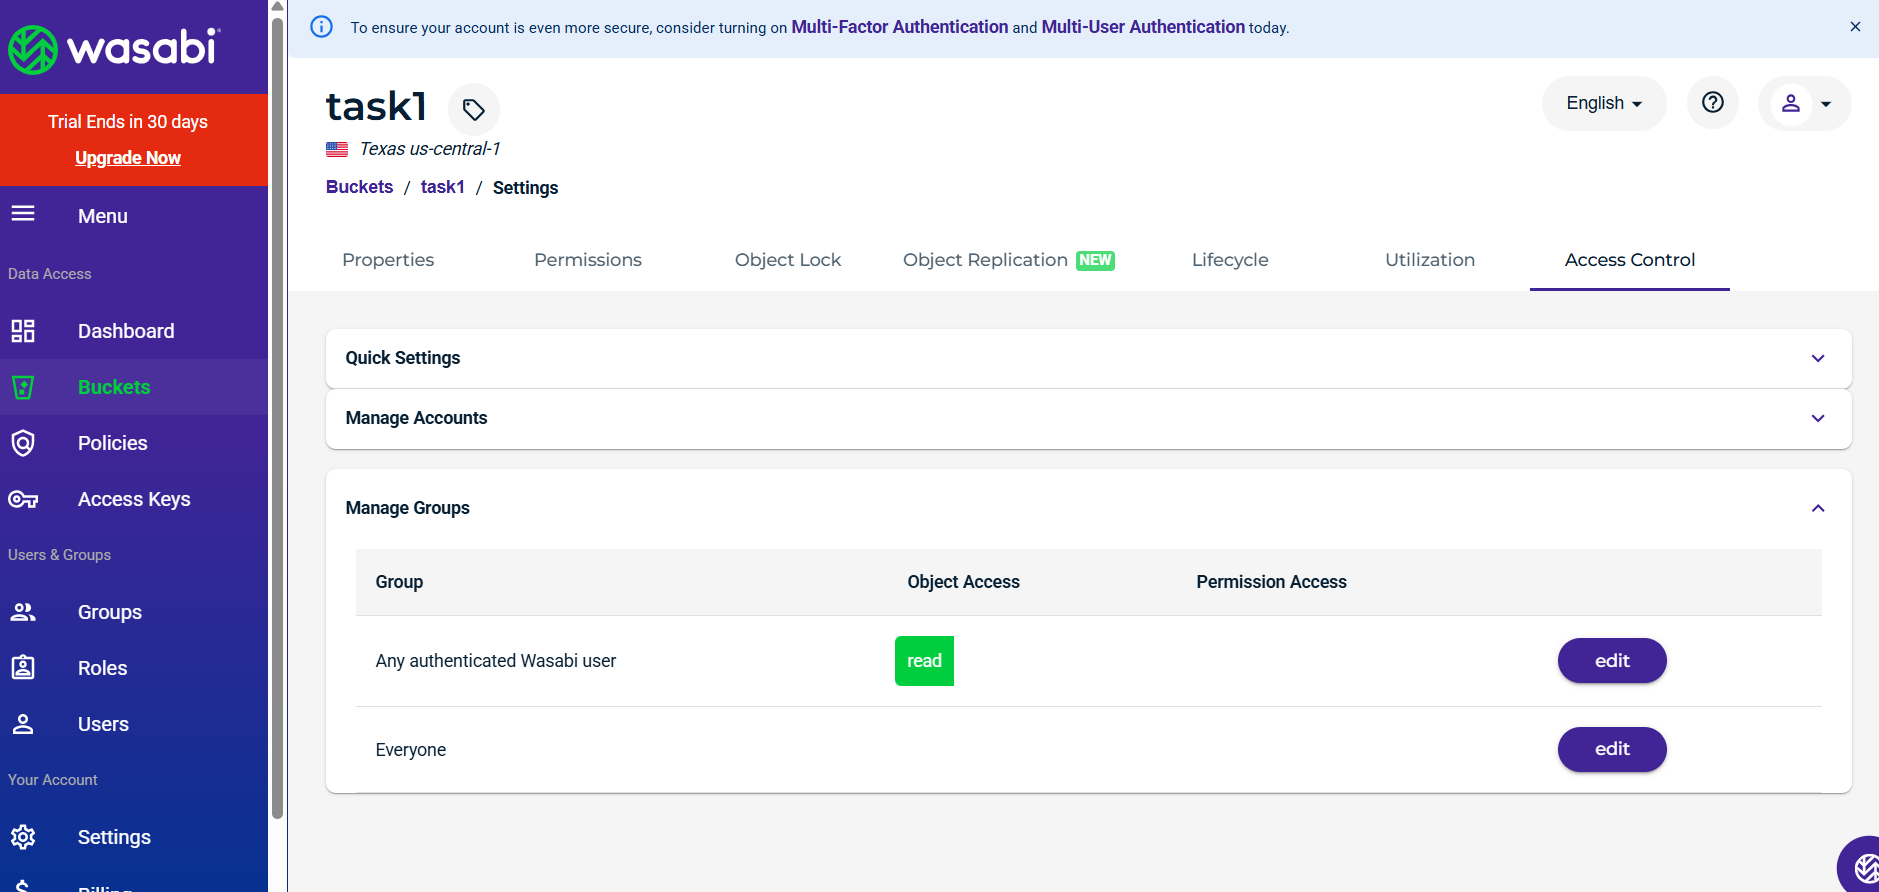 To ensure your account is even more secure, consider turning on Multi-Factor Authentication and Multi-User Authentication today.
wasabi
Trial Ends in 30 days
Upgrade Now
Menu
Data Access
Dashboard
Buckets
Policies
Access Keys
Users & Groups
Groups
Roles
Users
Your Account
Settings
Billing
task1
English
Texas us-central-1
Buckets / task1 / Settings
Properties Permissions Object Lock Object Replication NEW Lifecycle Utilization Access Control
Quick Settings
Manage Accounts
Manage Groups
Group Object Access Permission Access
Any authenticated Wasabi user read edit
Everyone edit